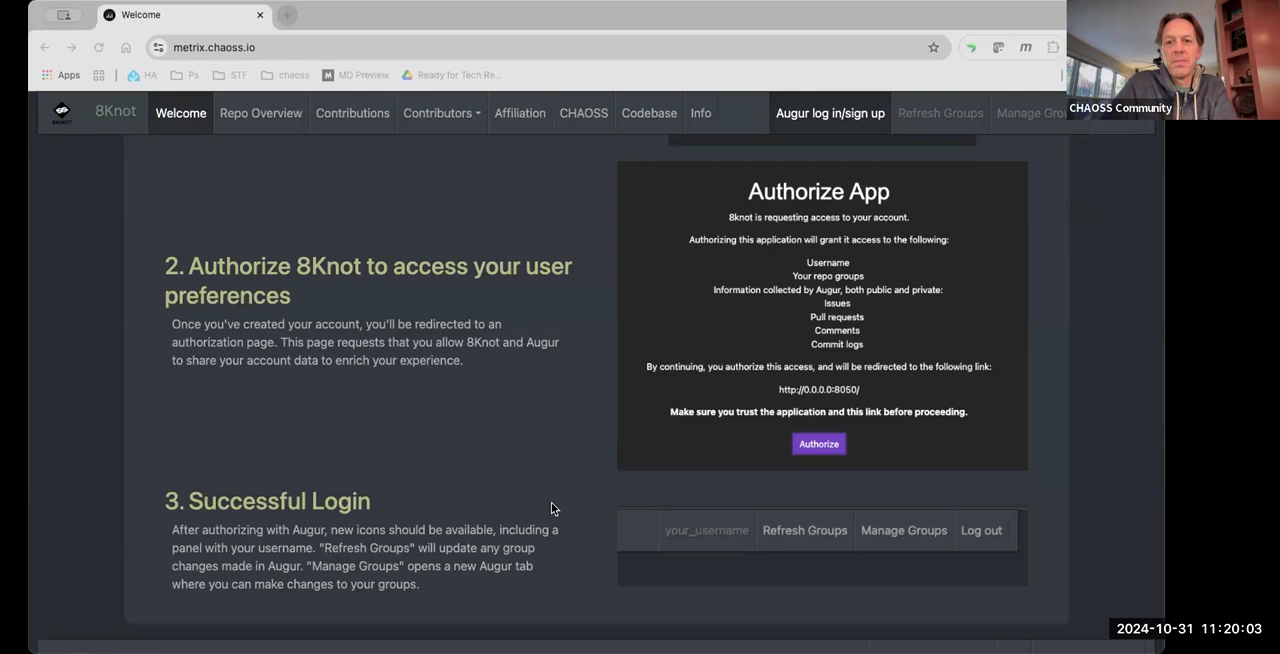 Welcome
metrix.chaoss.io
Apps
HA
Ps
STF
chaoss
M MD Preview
Ready for Tech Re...
m
CHAOSS Community
8KNOT
8Knot
Welcome
Repo Overview
Contributions
Contributors
Affiliation
CHAOSS
Codebase
Info
Augur log in/sign up
Refresh Groups
Manage Gro
Authorize App
8knot is requesting access to your account.
Authorizing this application will grant it access to the following:
Username
Your repo groups
Information collected by Augur, both public and private:
Issues
Pull requests
Comments
Commit logs
By continuing, you authorize this access, and will be redirected to the following link:
http://0.0.0.0:8050/
Make sure you trust the application and this link before proceeding.
Authorize
2. Authorize 8Knot to access your user
preferences
Once you've created your account, you'll be redirected to an
authorization page. This page requests that you allow 8Knot and Augur
to share your account data to enrich your experience.
3. Successful Login
After authorizing with Augur, new icons should be available, including a
panel with your username. "Refresh Groups" will update any group
changes made in Augur. "Manage Groups" opens a new Augur tab
where you can make changes to your groups.
your_username
Refresh Groups
Manage Groups
Log out
2024-10-31 11:20:03